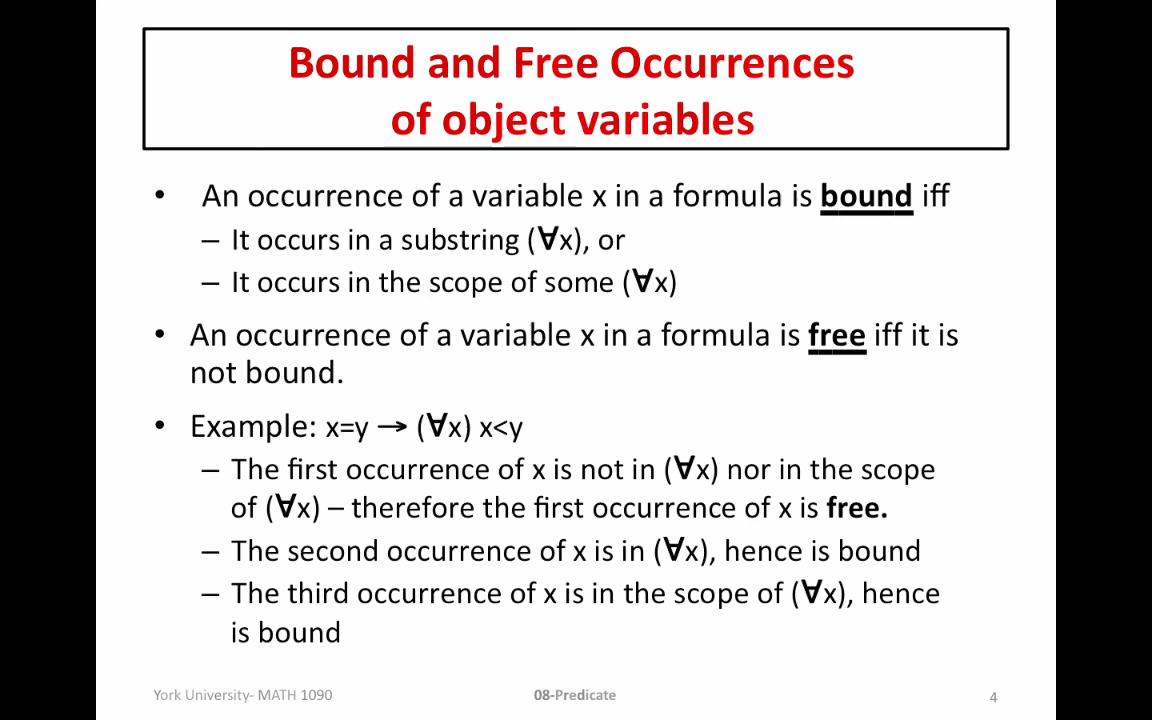 Bound and Free Occurrences
of object variables
• An occurrence of a variable x in a formula is bound iff
– It occurs in a substring (∀x), or
– It occurs in the scope of some (∀x)
• An occurrence of a variable x in a formula is free iff it is
not bound.
• Example: x=y → (∀x) x<y
– The first occurrence of x is not in (∀x) nor in the scope
of (∀x) – therefore the first occurrence of x is free.
– The second occurrence of x is in (∀x), hence is bound
– The third occurrence of x is in the scope of (∀x), hence
is bound
York University- MATH 1090 08-Predicate 4